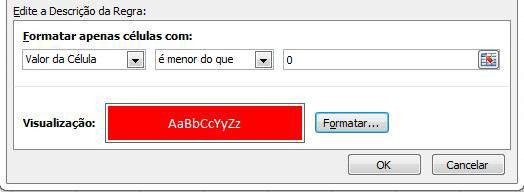 Edite a Descrição da Regra:
Formatar apenas células com:
Valor da Célula é menor do que 0
Visualização: AaBbCcYyZz Formatar...
OK Cancelar